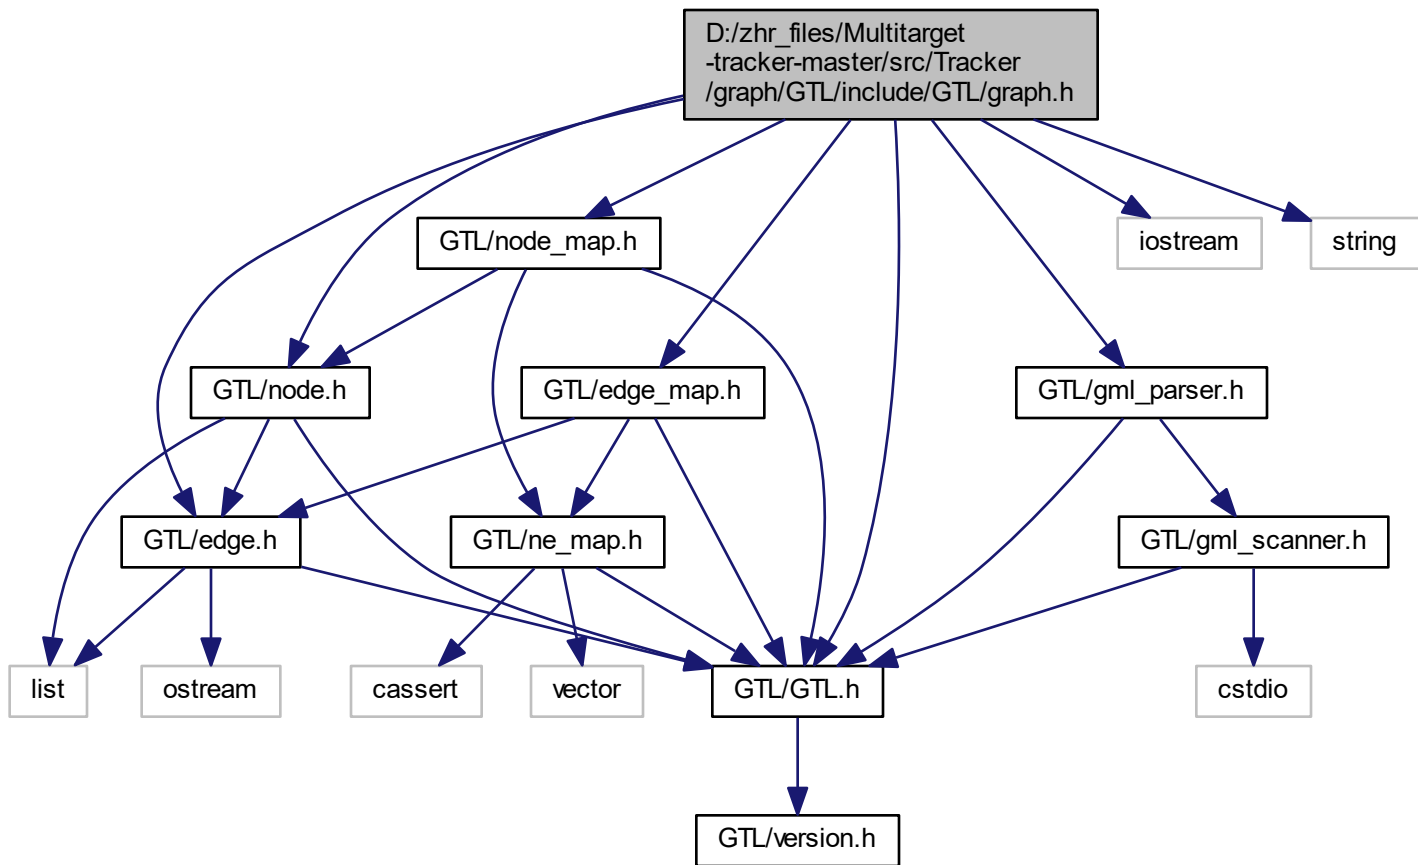 D:/zhr_files/Multitarget
-tracker-master/src/Tracker
/graph/GTL/include/GTL/graph.h
GTL/node_map.h
iostream
string
GTL/node.h
GTL/edge_map.h
GTL/gml_parser.h
GTL/edge.h
GTL/ne_map.h
GTL/gml_scanner.h
list
ostream
cassert
vector
GTL/GTL.h
cstdio
GTL/version.h